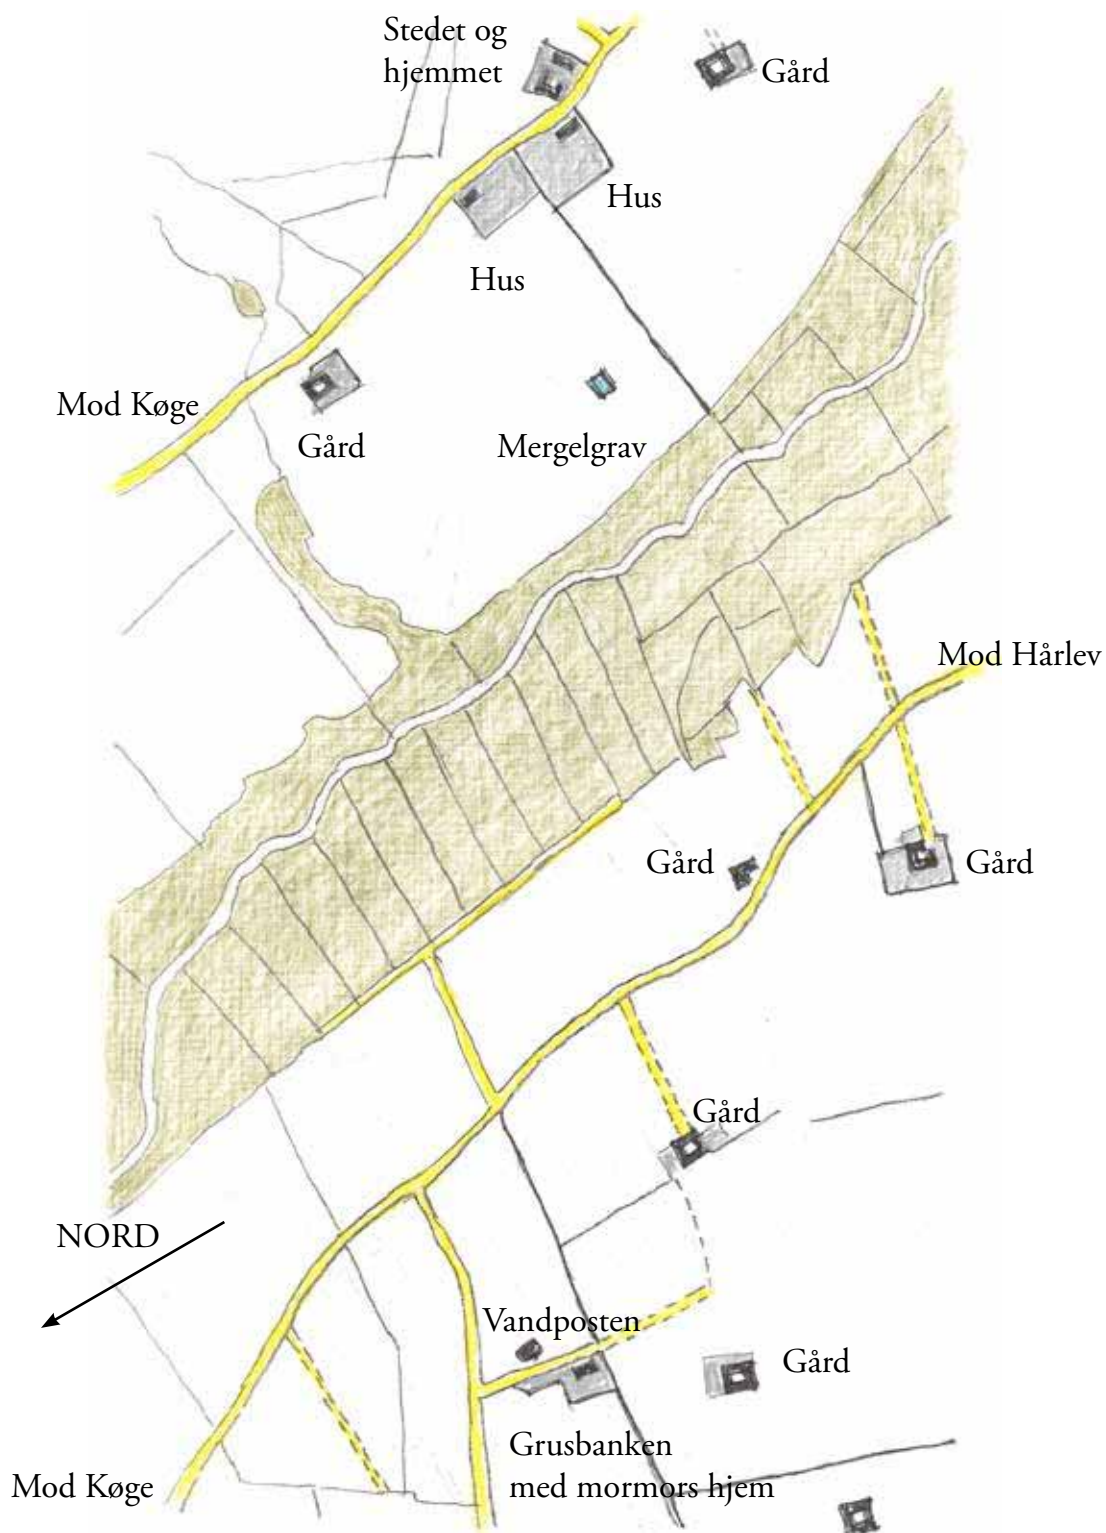 Stedet og
hjemmet
Gård
Hus
Hus
Mod Køge
Gård
Mergelgrav
Mod Hårlev
Gård
Gård
Gård
NORD
Vandposten
Gård
Grusbanken
med mormors hjem
Mod Køge